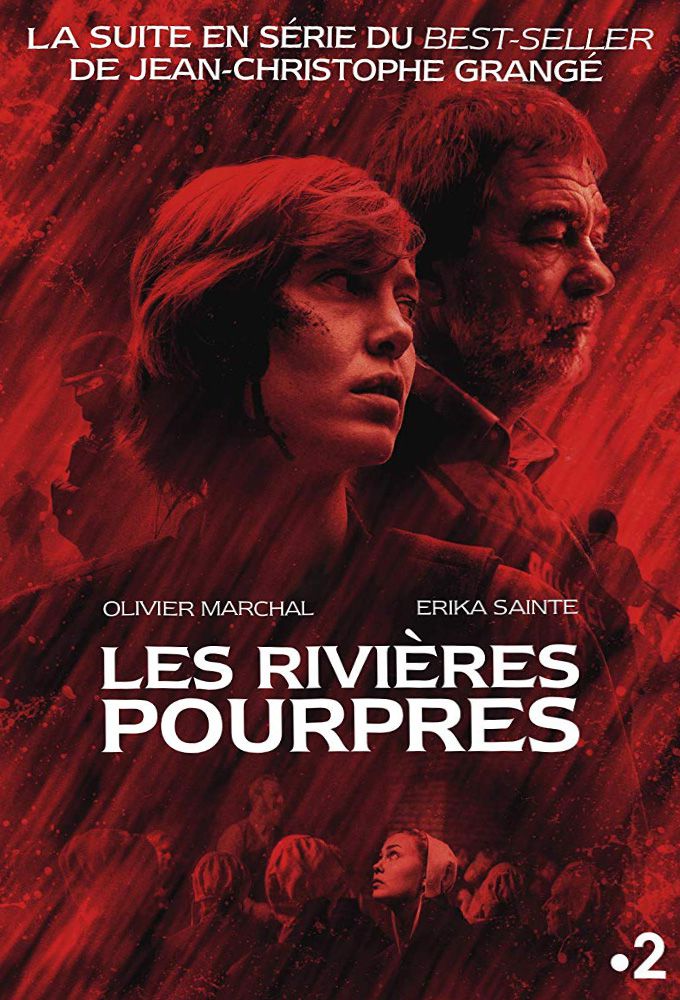 LA SUITE EN SÉRIE DU BEST-SELLER
DE JEAN-CHRISTOPHE GRANGÉ
OLIVIER MARCHAL ERIKA SAINTE
LES RIVIÈRES
POURPRES
•2